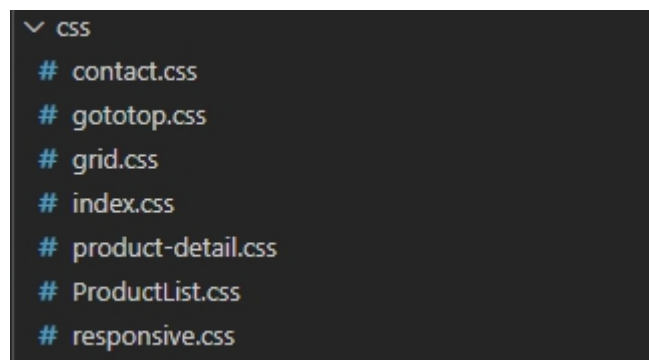 css
# contact.css
# gototop.css
# grid.css
# index.css
# product-detail.css
# ProductList.css
# responsive.css